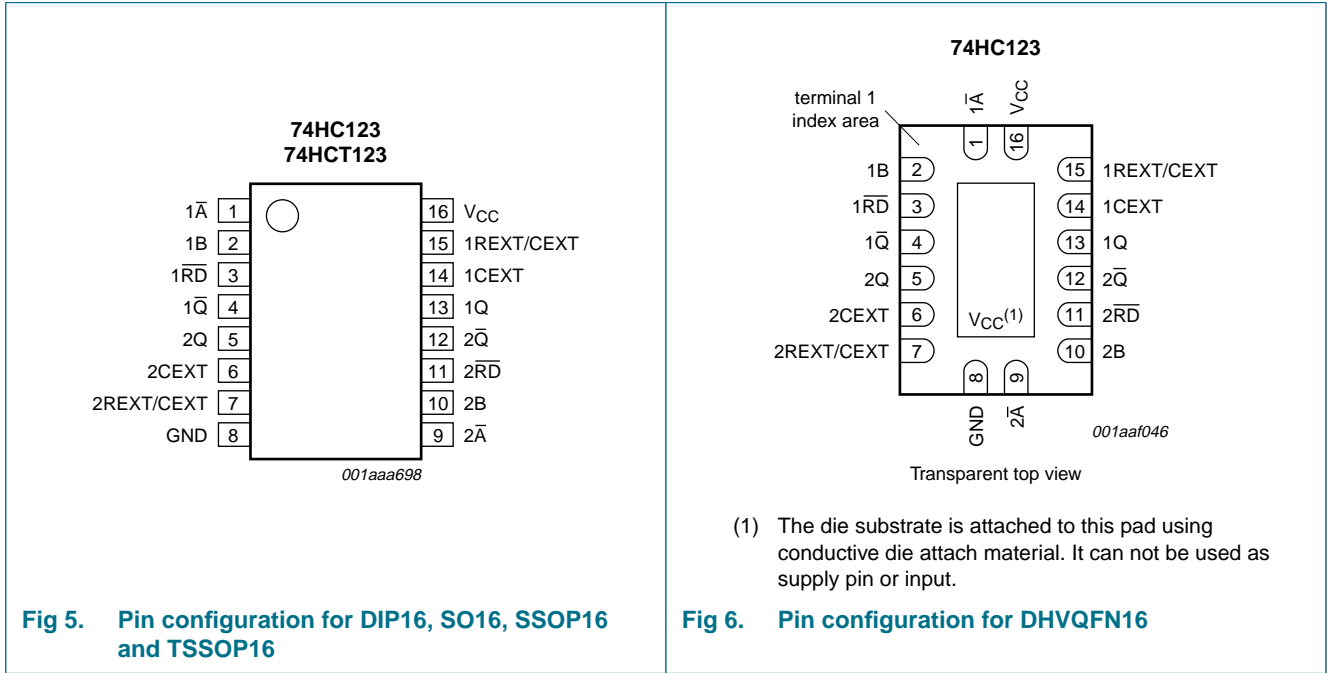 74HC123
74HCT123
1A̅ 1 16 VCC
1B 2 15 1REXT/CEXT
1R̅D̅ 3 14 1CEXT
1Q̅ 4 13 1Q
2Q 5 12 2Q̅
2CEXT 6 11 2R̅D̅
2REXT/CEXT 7 10 2B
GND 8 9 2A̅
001aaa698
Fig 5. Pin configuration for DIP16, SO16, SSOP16
and TSSOP16
74HC123
terminal 1
index area
1A̅ VCC
1 16
1B 2 15 1REXT/CEXT
1R̅D̅ 3 14 1CEXT
1Q̅ 4 13 1Q
2Q 5 12 2Q̅
2CEXT 6 VCC(1) 11 2R̅D̅
2REXT/CEXT 7 10 2B
8 9
GND 2A̅
001aaf046
Transparent top view
(1) The die substrate is attached to this pad using
conductive die attach material. It can not be used as
supply pin or input.
Fig 6. Pin configuration for DHVQFN16